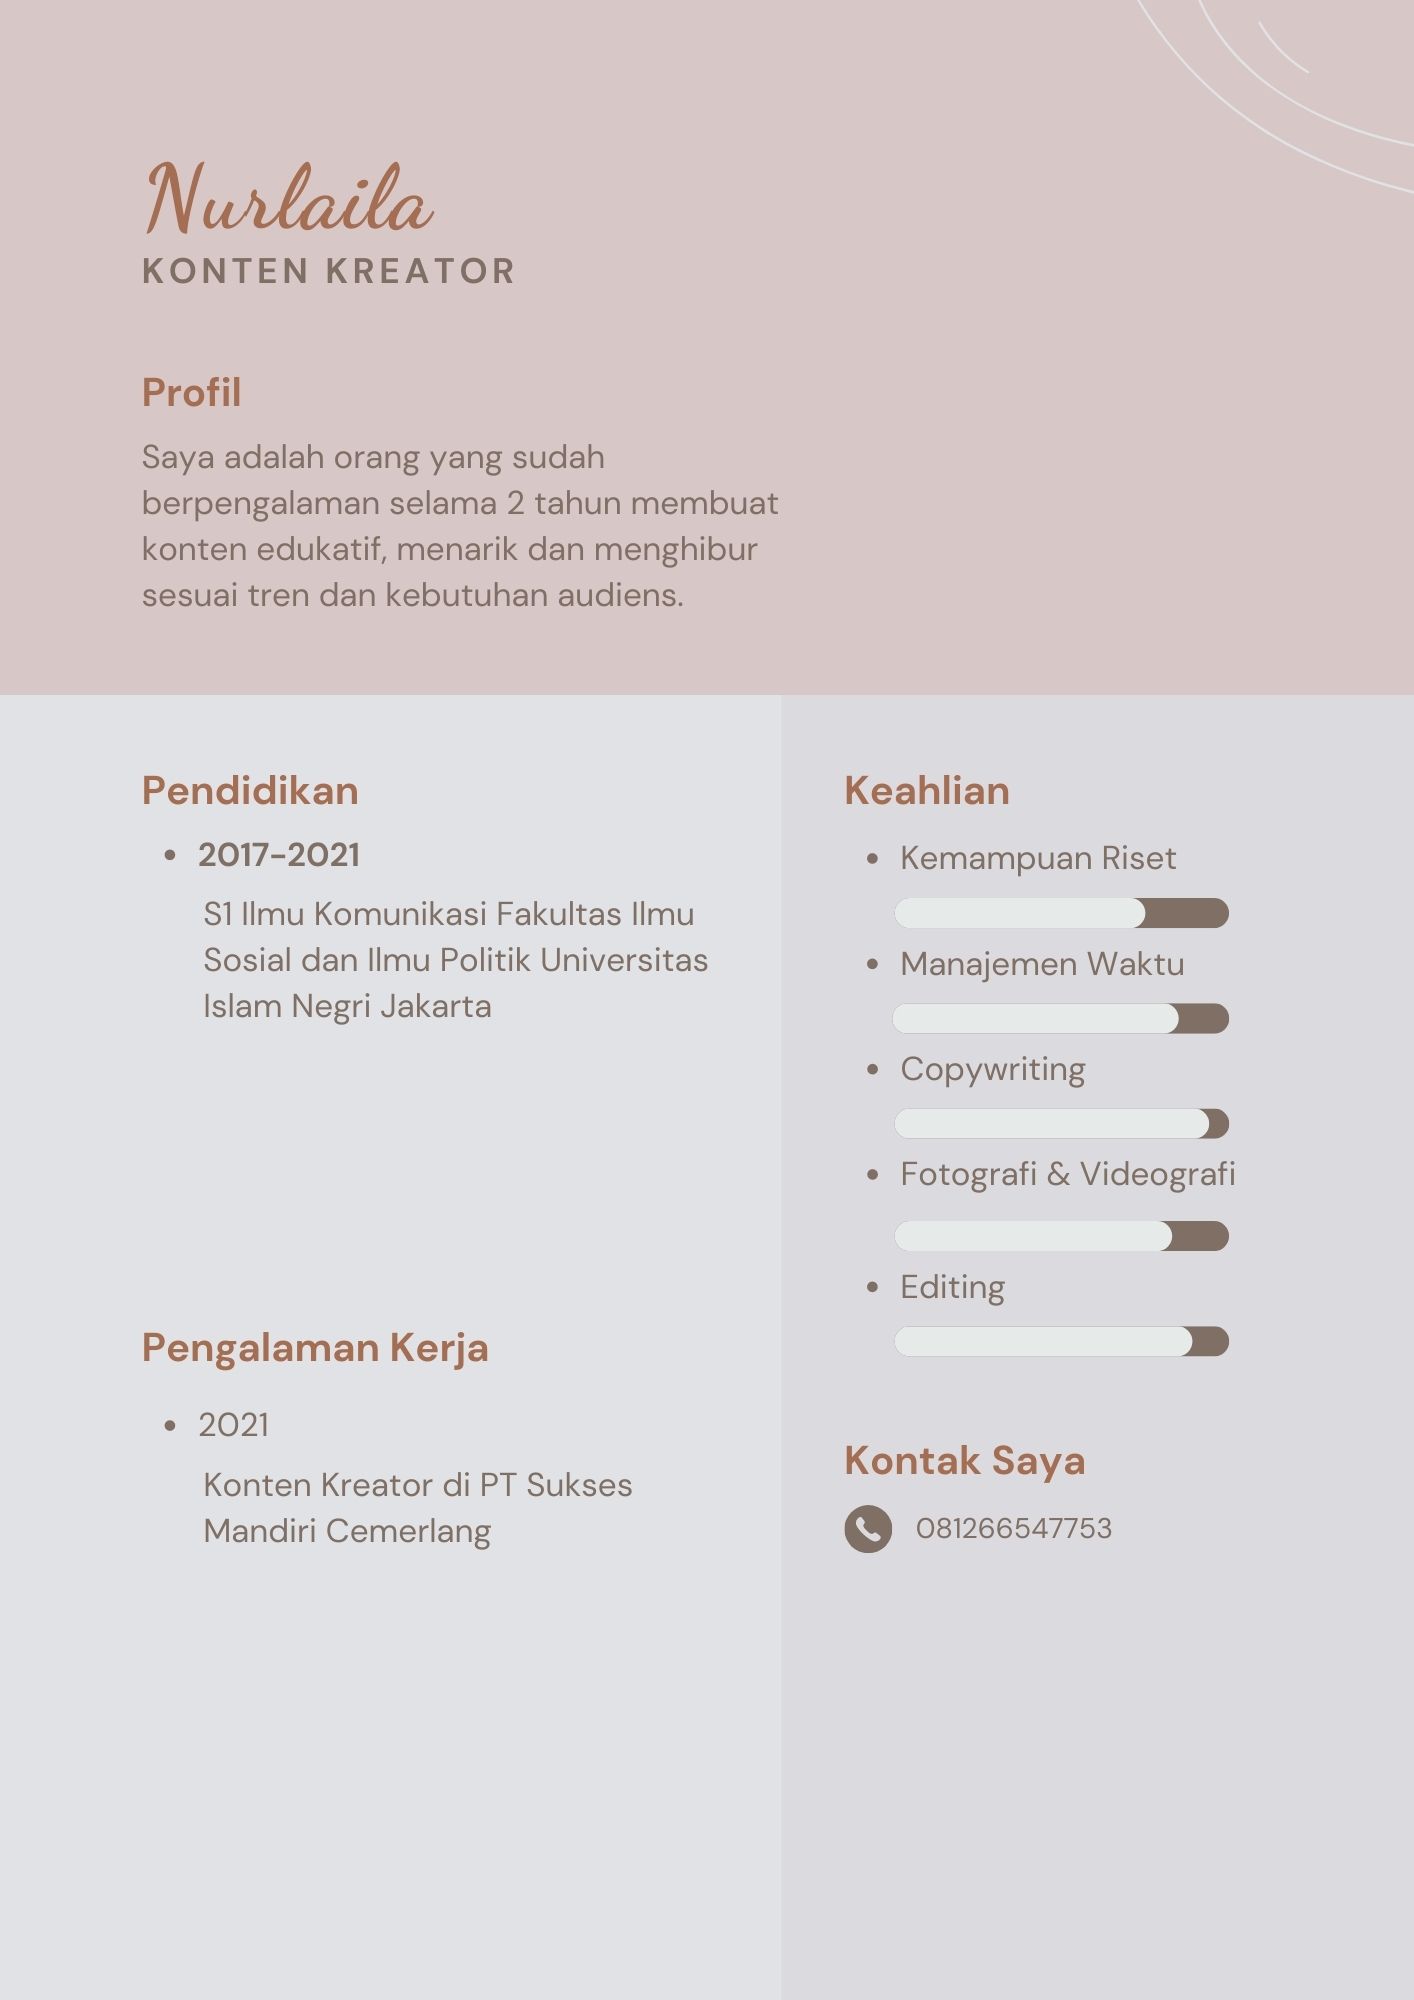 Nurlaila
KONTEN KREATOR
Profil
Saya adalah orang yang sudah
berpengalaman selama 2 tahun membuat
konten edukatif, menarik dan menghibur
sesuai tren dan kebutuhan audiens.
Pendidikan
• 2017-2021
S1 Ilmu Komunikasi Fakultas Ilmu
Sosial dan Ilmu Politik Universitas
Islam Negri Jakarta
Pengalaman Kerja
• 2021
Konten Kreator di PT Sukses
Mandiri Cemerlang
Keahlian
• Kemampuan Riset
• Manajemen Waktu
• Copywriting
• Fotografi & Videografi
• Editing
Kontak Saya
081266547753